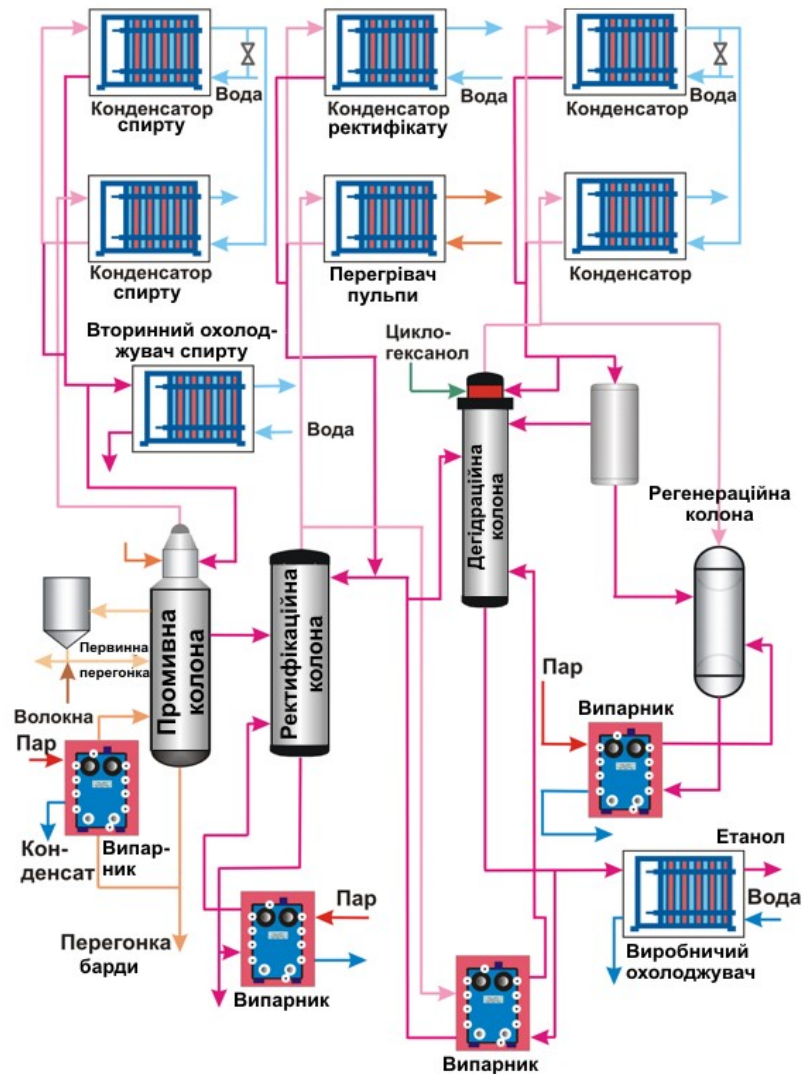 Конденсатор
спирту
Вода
Конденсатор
ректифікату
Вода
Конденсатор
Вода
Конденсатор
спирту
Перегрівач
пульпи
Конденсатор
Вторинний охолод-
жувач спирту
Вода
Цикло-
гексанол
Дегідраційна
колона
Регенераційна
колона
Промивна
колона
Ректифікаційна
колона
Первинна
перегонка
Волокна
Пар
Кон-
денсат
Випар-
ник
Перегонка
барди
Пар
Випарник
Пар
Випарник
Етанол
Вода
Виробничий
охолоджувач
Випарник